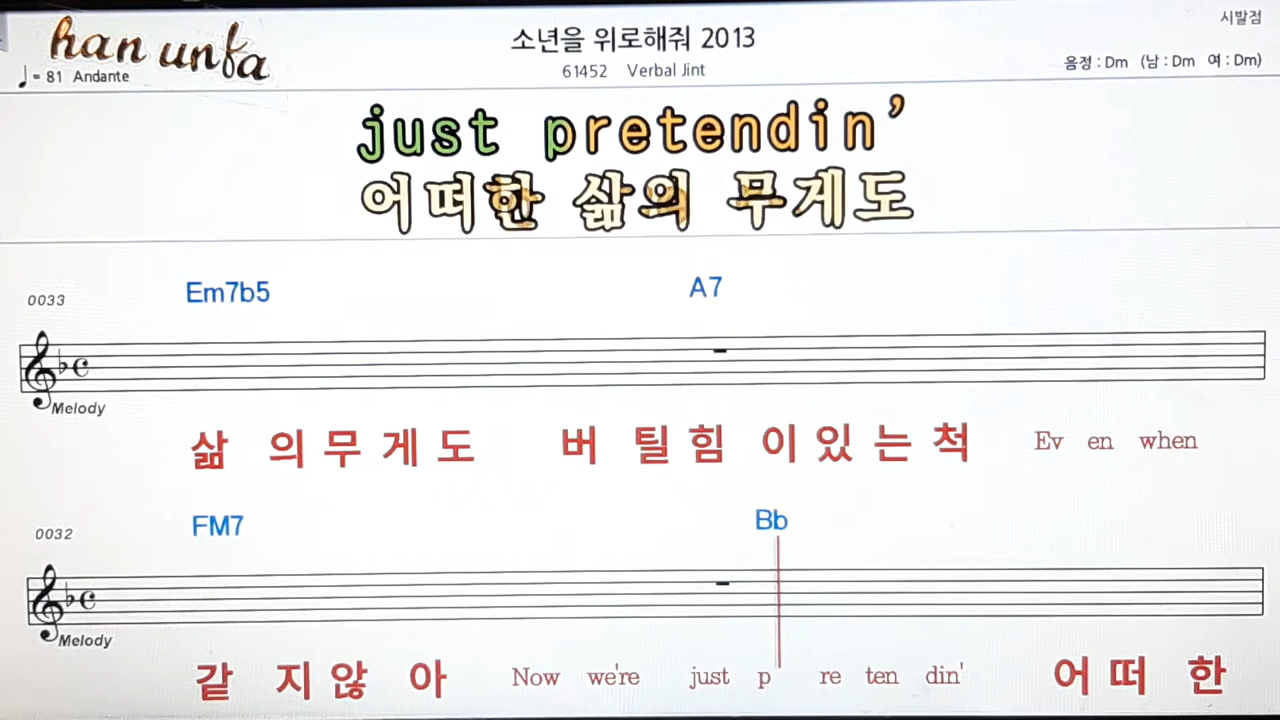 han unfa
♩= 81 Andante
소년을 위로해줘 2013
61452 Verbal Jint
시발점
음정 : Dm (남 : Dm 여 : Dm)
just pretendin’
어떠한 삶의 무게도
0033
Em7b5 A7
Melody
삶 의 무 게 도 버 틸 힘 이 있 는 척 Ev en when
0032
FM7 Bb
Melody
같 지 않 아 Now we're just p re ten din' 어 떠 한